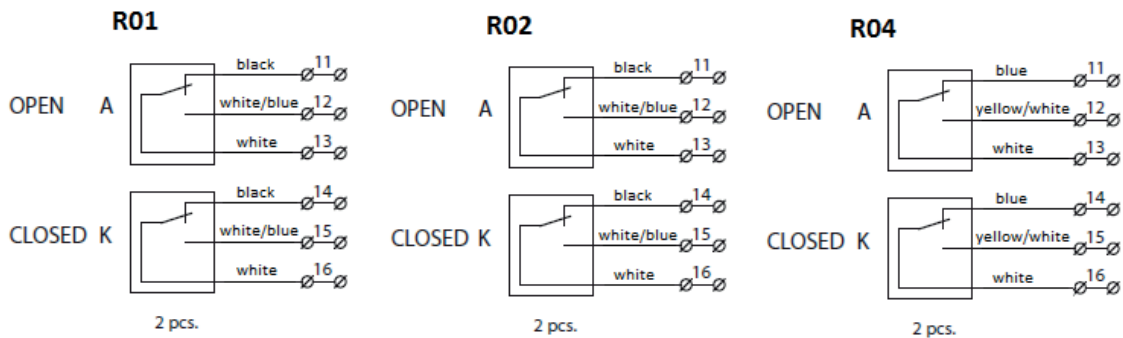 R01
black 11
OPEN A white/blue 12
white 13
black 14
CLOSED K white/blue 15
white 16
2 pcs.
R02
black 11
OPEN A white/blue 12
white 13
black 14
CLOSED K white/blue 15
white 16
2 pcs.
R04
blue 11
OPEN A yellow/white 12
white 13
blue 14
CLOSED K yellow/white 15
white 16
2 pcs.